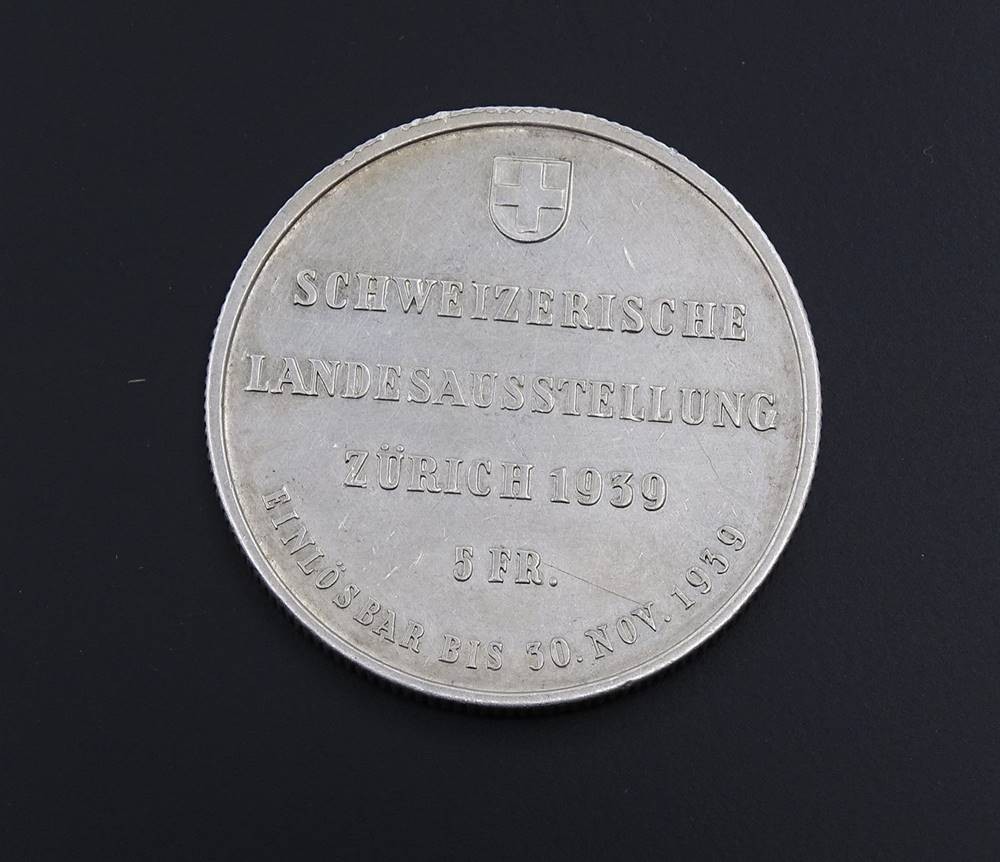 SCHWEIZERISCHE
LANDESAUSSTELLUNG
ZÜRICH 1939
5 FR.
EINLÖSBAR BIS 30. NOV. 1939